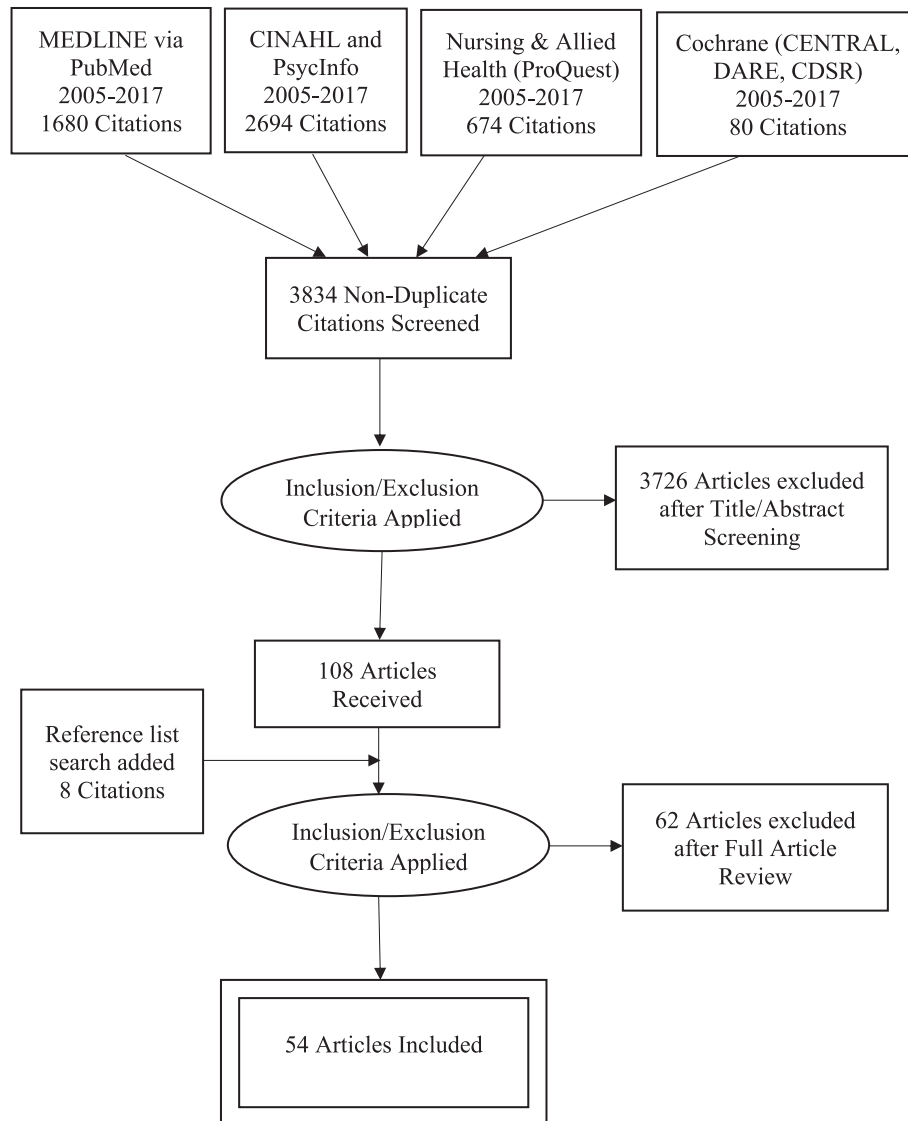 MEDLINE via
PubMed
2005-2017
1680 Citations
CINAHL and
PsycInfo
2005-2017
2694 Citations
Nursing & Allied
Health (ProQuest)
2005-2017
674 Citations
Cochrane (CENTRAL,
DARE, CDSR)
2005-2017
80 Citations
3834 Non-Duplicate
Citations Screened
Inclusion/Exclusion
Criteria Applied
3726 Articles excluded
after Title/Abstract
Screening
108 Articles
Received
Reference list
search added
8 Citations
Inclusion/Exclusion
Criteria Applied
62 Articles excluded
after Full Article
Review
54 Articles Included